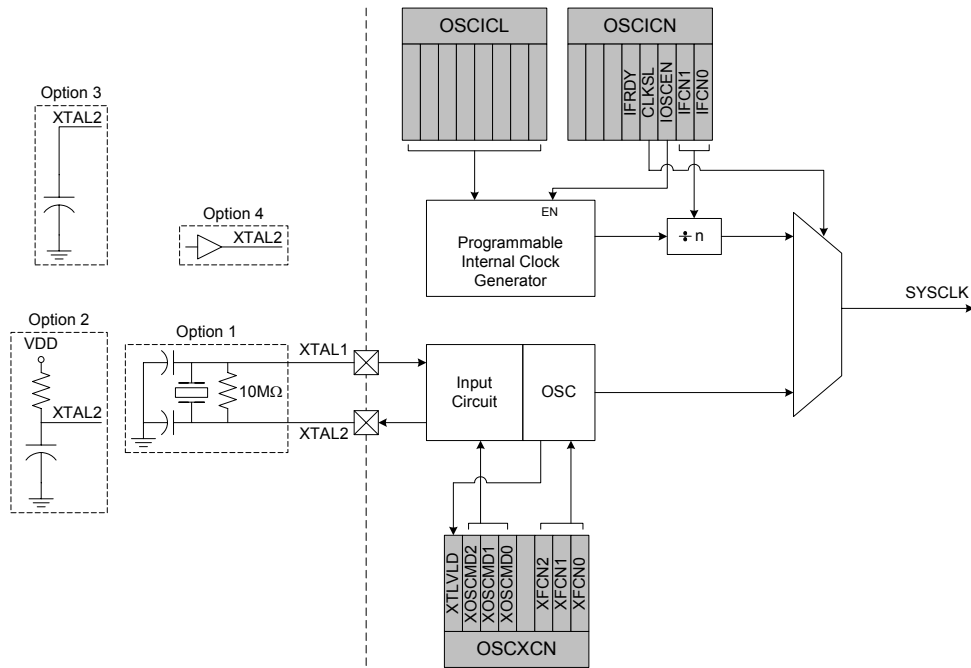 OSCICL
OSCICN
IFRDY
CLKSL
IOSCEN
IFCN1
IFCN0
Option 3
XTAL2
Option 4
XTAL2
EN
Programmable
Internal Clock
Generator
÷ n
SYSCLK
Option 2
VDD
XTAL2
Option 1
10MΩ
XTAL1
XTAL2
Input
Circuit
OSC
XTLVLD
XOSCMD2
XOSCMD1
XOSCMD0
XFCN2
XFCN1
XFCN0
OSCXCN